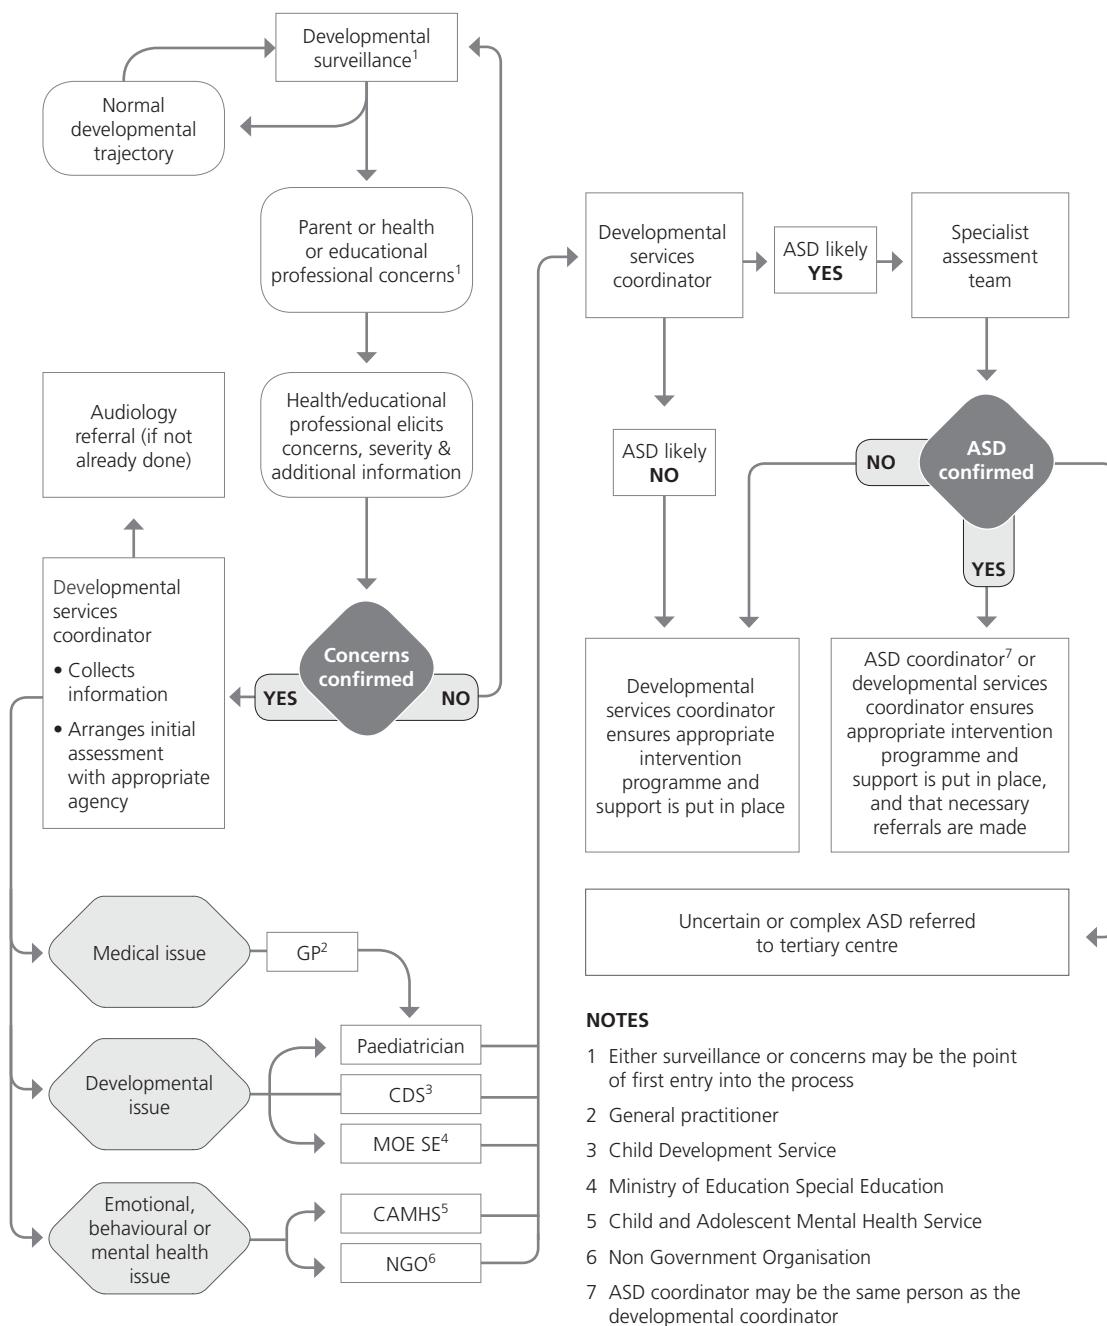 Developmental
surveillance¹
Normal
developmental
trajectory
Parent or health
or educational
professional concerns¹
Health/educational
professional elicits
concerns, severity &
additional information
Audiology
referral (if not
already done)
Developmental
services
coordinator
• Collects
information
• Arranges initial
assessment
with appropriate
agency
Concerns
confirmed
YES
NO
Medical issue
GP²
Developmental
issue
Paediatrician
CDS³
MOE SE⁴
Emotional,
behavioural or
mental health
issue
CAMHS⁵
NGO⁶
Developmental
services
coordinator
ASD likely
YES
Specialist
assessment
team
ASD likely
NO
NO
ASD
confirmed
YES
Developmental
services coordinator
ensures appropriate
intervention
programme and
support is put in place
ASD coordinator⁷ or
developmental services
coordinator ensures
appropriate intervention
programme and
support is put in place,
and that necessary
referrals are made
Uncertain or complex ASD referred
to tertiary centre
NOTES
1 Either surveillance or concerns may be the point
of first entry into the process
2 General practitioner
3 Child Development Service
4 Ministry of Education Special Education
5 Child and Adolescent Mental Health Service
6 Non Government Organisation
7 ASD coordinator may be the same person as the
developmental coordinator